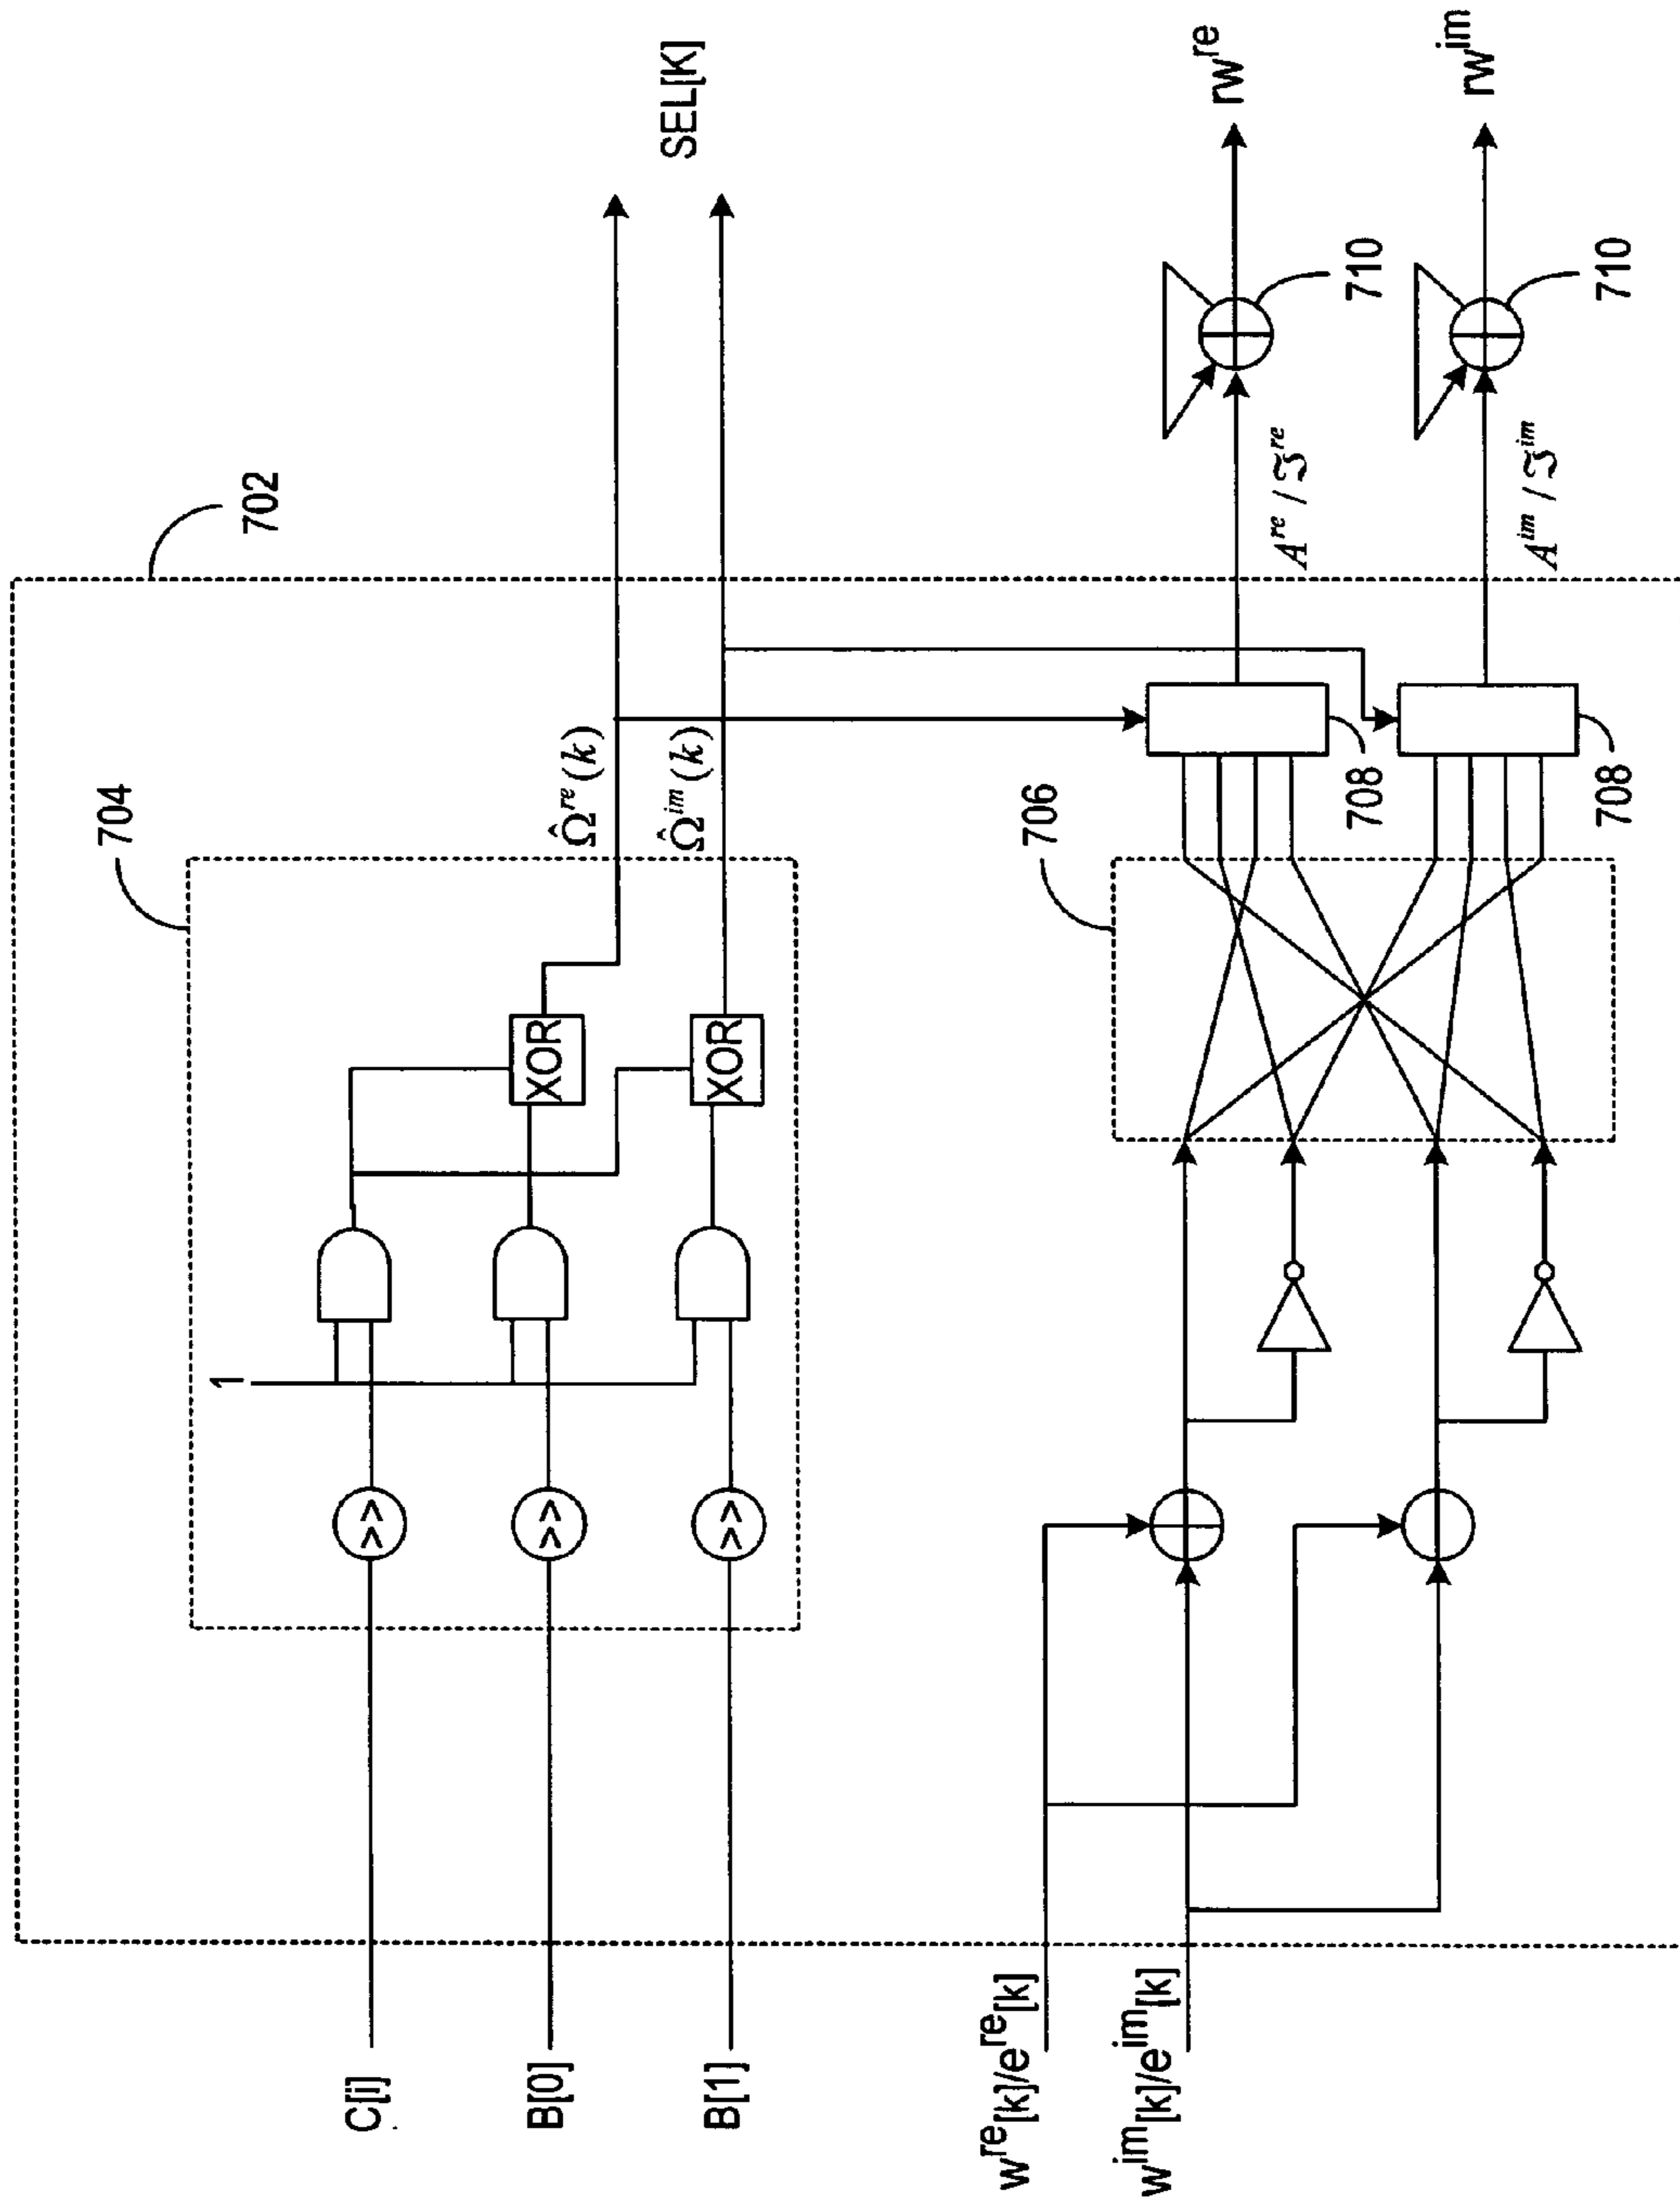 702
704
C[i]
B[0]
B[1]
1
>>
>>
>>
XOR
XOR
Ω̂^re (k)
Ω̂^im (k)
SEL[K]
706
w^re[k]/e^re[k]
w^im[k]/e^im[k]
708
708
A^re / ℑ^re
A^im / ℑ^im
710
710
rw^re
rw^im